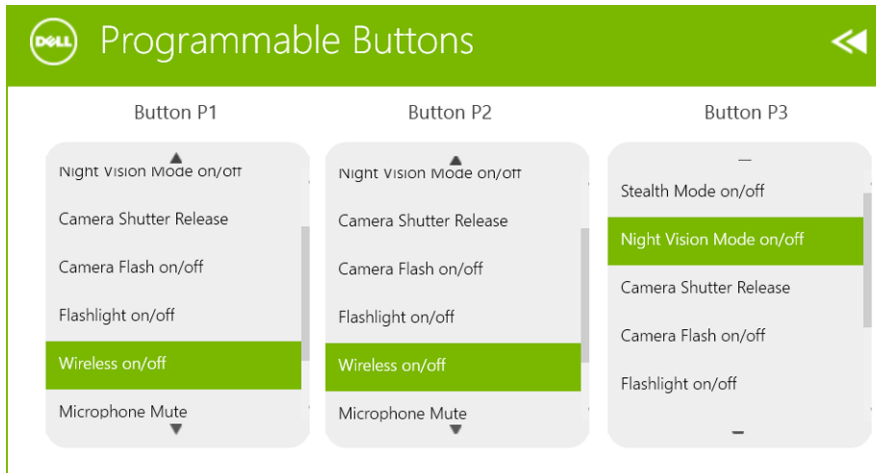 DELL
Programmable Buttons
Button P1
Night Vision Mode on/off
Camera Shutter Release
Camera Flash on/off
Flashlight on/off
Wireless on/off
Microphone Mute
Button P2
Night Vision Mode on/off
Camera Shutter Release
Camera Flash on/off
Flashlight on/off
Wireless on/off
Microphone Mute
Button P3
Stealth Mode on/off
Night Vision Mode on/off
Camera Shutter Release
Camera Flash on/off
Flashlight on/off